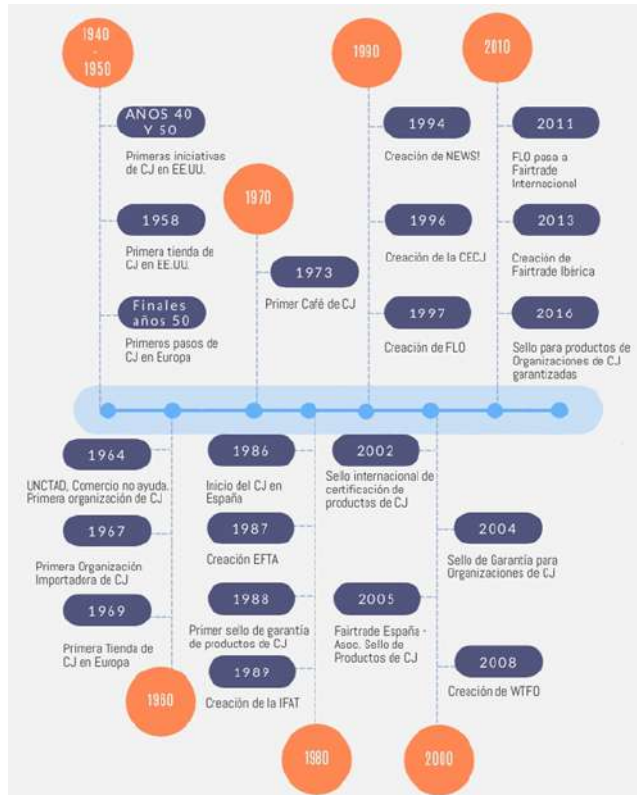 1940
-
1950
AÑOS 40
Y 50
Primeras iniciativas
de CJ en EE.UU.
1958
Primera tienda de
CJ en EE.UU.
Finales
años 50
Primeros pasos de
CJ en Europa
1970
1973
Primer Café de CJ
1990
1994
Creación de NEWS!
1996
Creación de la CECJ
1997
Creación de FLO
2010
2011
FLO pasa a
Fairtrade
Internacional
2013
Creación de
Fairtrade Ibérica
2016
Sello para productos de
Organizaciones de CJ
garantizadas
1964
UNCTAD, Comercio no ayuda.
Primera organización de CJ
1967
Primera Organización
Importadora de CJ
1969
Primera Tienda de
CJ en Europa
1960
1986
Inicio del CJ en
España
1987
Creación EFTA
1988
Primer sello de garantía
de productos de CJ
1989
Creación de la IFAT
1980
2002
Sello internacional de
certificación de
productos de CJ
2004
Sello de Garantía para
Organizaciones de CJ
2005
Fairtrade España -
Asoc. Sello de
Productos de CJ
2008
Creación de WTFO
2000